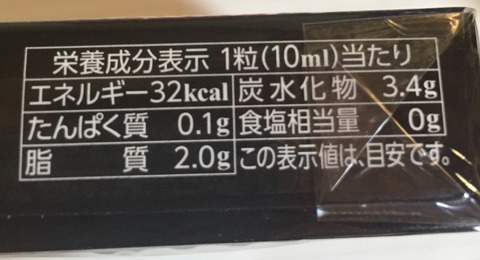 栄養成分表示 1粒(10ml)当たり
エネルギー32kcal 炭水化物 3.4g
たんぱく質 0.1g 食塩相当量 0g
脂質 2.0g この表示値は、目安です。